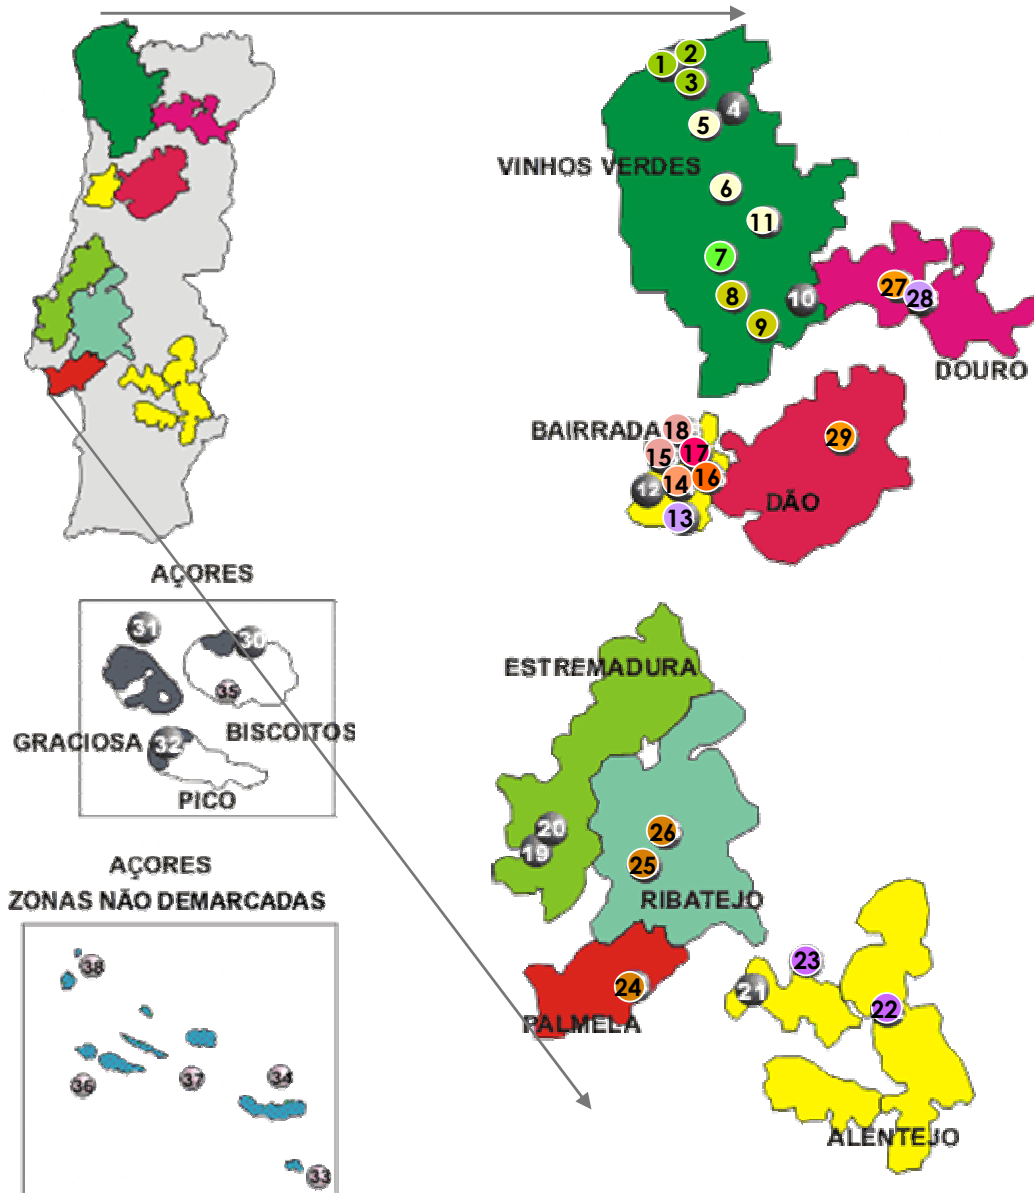 1
2
3
4
5
VINHOS VERDES
6
11
7
8
10
27
28
9
DOURO
BAIRRADA
18
29
15
17
14
16
12
DÃO
13
AÇORES
31
30
35
BISCOITOS
GRACIOSA
32
PICO
ESTREMADURA
20
26
19
25
RIBATEJO
AÇORES
ZONAS NÃO DEMARCADAS
38
36
37
34
33
23
24
21
22
PALMELA
ALENTEJO